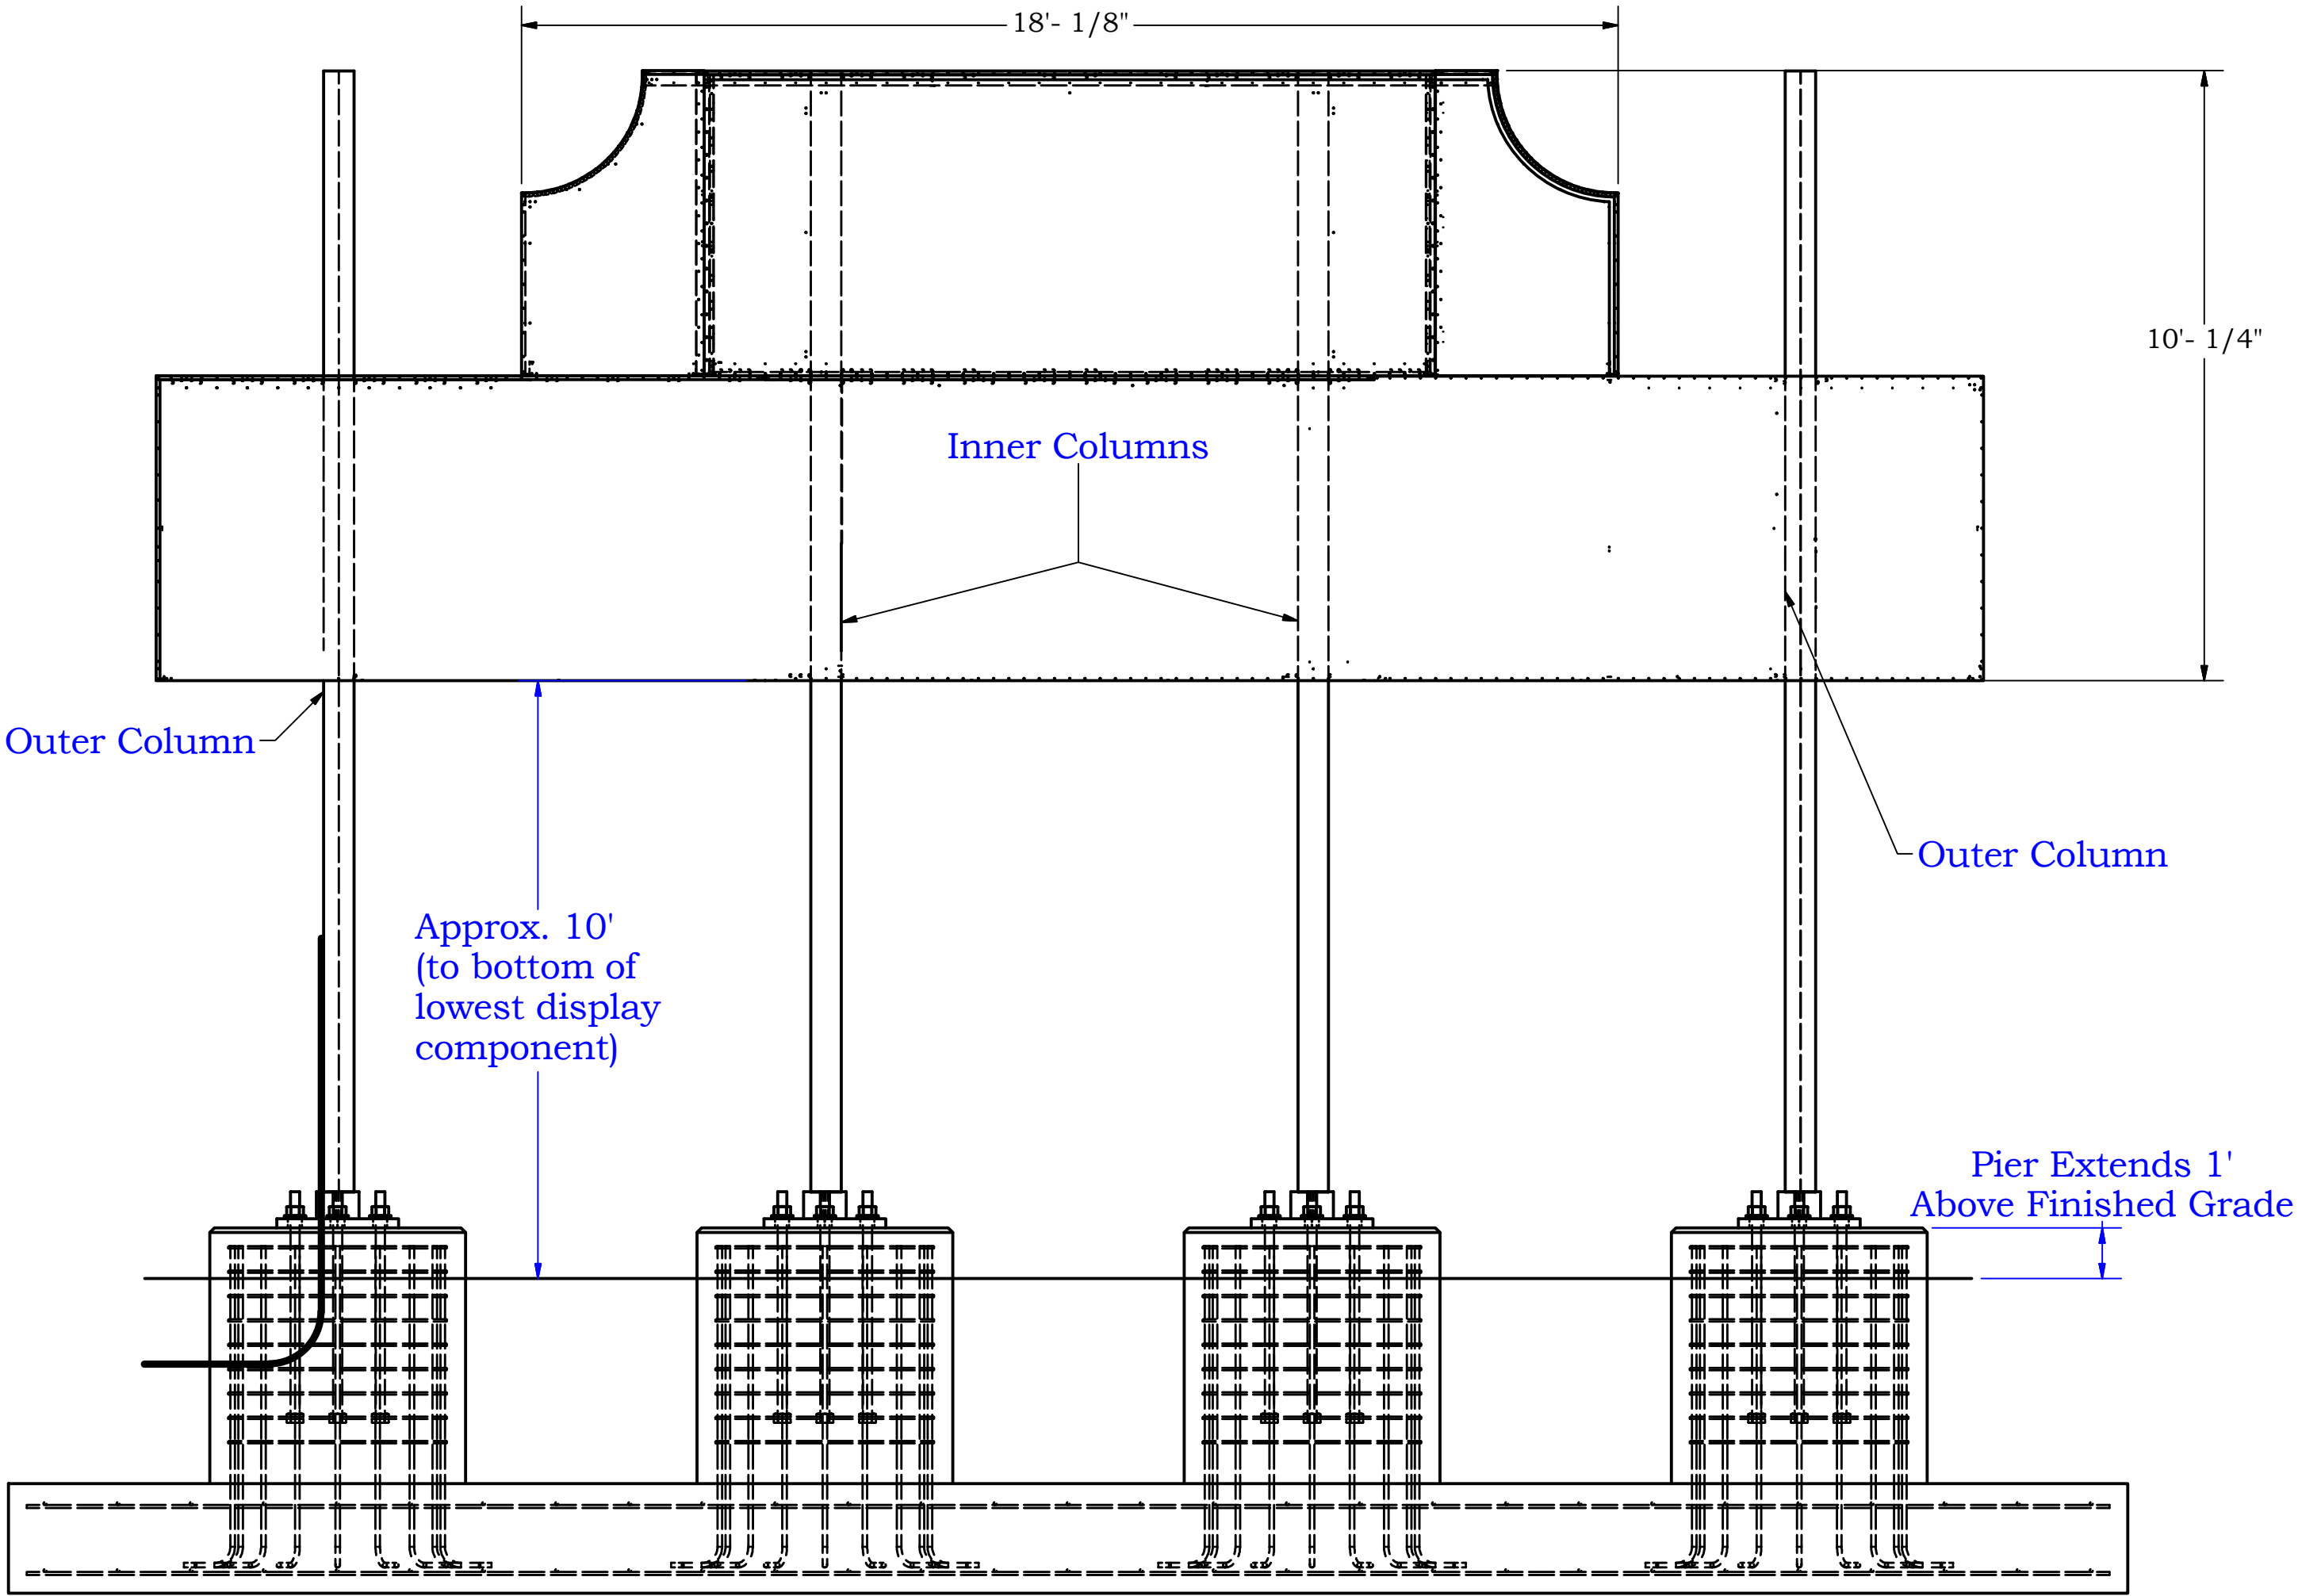 18'- 1/8"
10'- 1/4"
Inner Columns
Outer Column
Outer Column
Approx. 10'
(to bottom of
lowest display
component)
Pier Extends 1'
Above Finished Grade